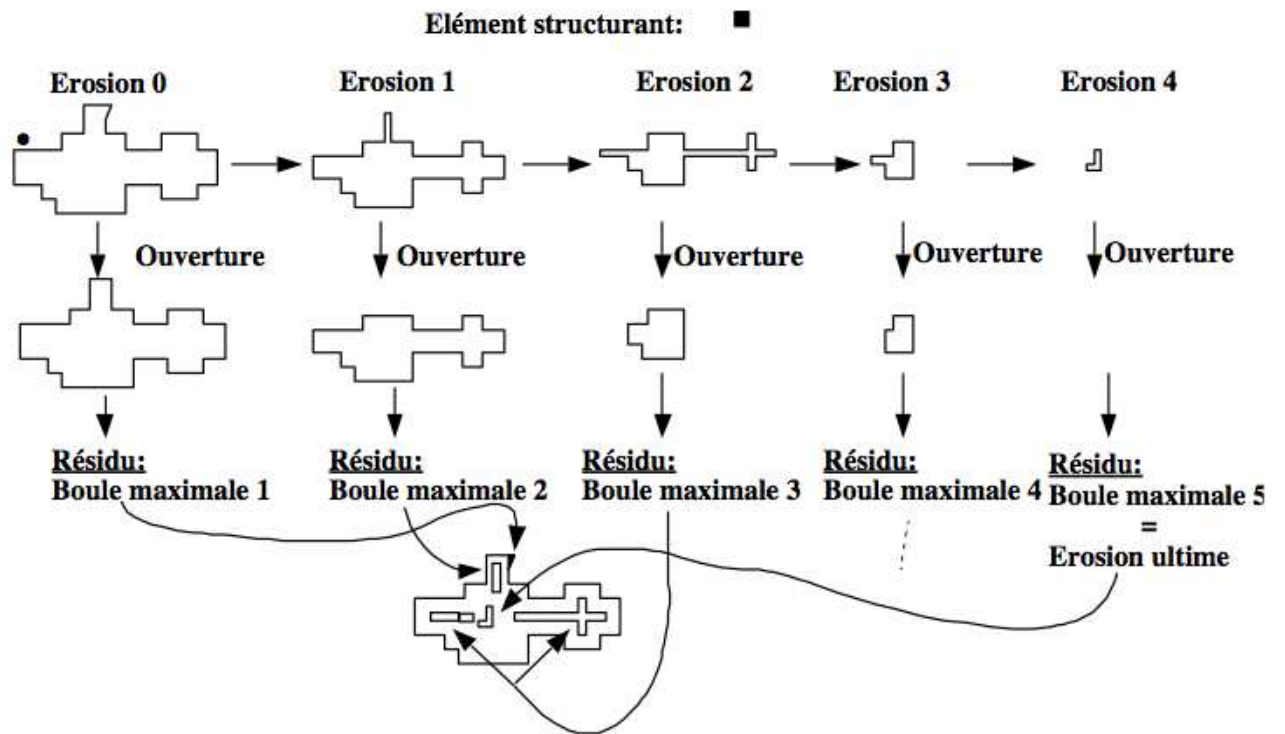 Elément structurant:
Erosion 0
Erosion 1
Erosion 2
Erosion 3
Erosion 4
Ouverture
Ouverture
Ouverture
Ouverture
Ouverture
Résidu:
Boule maximale 1
Résidu:
Boule maximale 2
Résidu:
Boule maximale 3
Résidu:
Boule maximale 4
Résidu:
Boule maximale 5
=
Erosion ultime